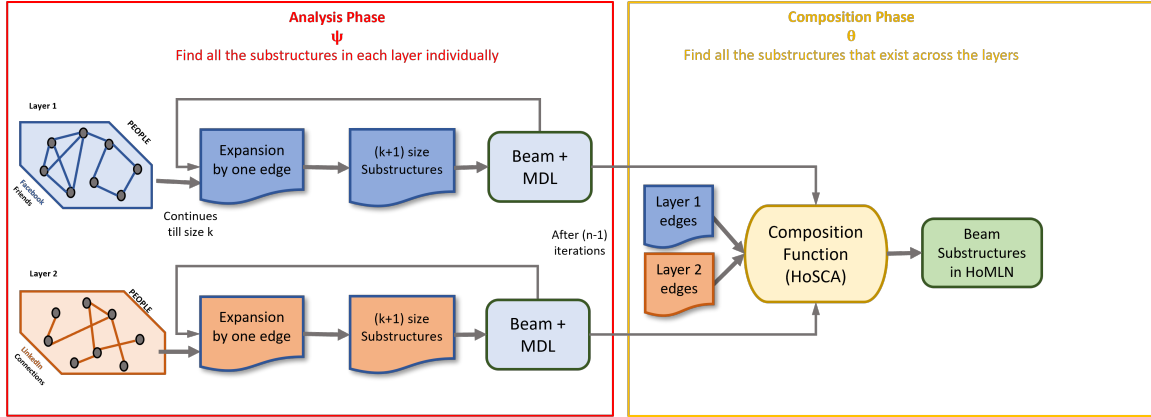 Analysis Phase
Ψ
Find all the substructures in each layer individually
Composition Phase
θ
Find all the substructures that exist across the layers
Layer 1
PEOPLE
Facebook
Friends
Expansion
by one edge
(k+1) size
Substructures
Beam +
MDL
Continues
till size k
After (n-1)
iterations
Layer 2
PEOPLE
LinkedIn
Connections
Expansion
by one edge
(k+1) size
Substructures
Beam +
MDL
Layer 1
edges
Layer 2
edges
Composition
Function
(HoSCA)
Beam
Substructures
in HoMLN